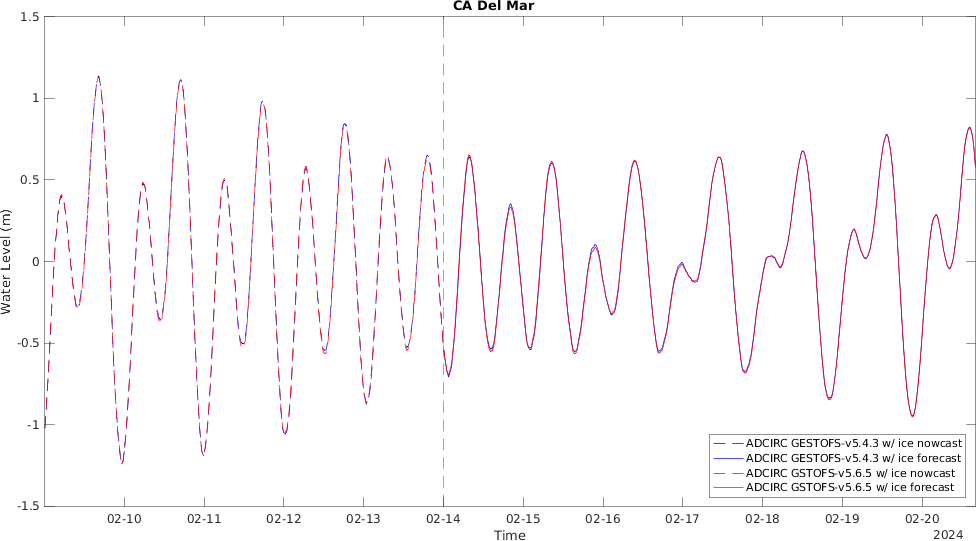 CA Del Mar
1.5
1
0.5
0
-0.5
-1
-1.5
Water Level (m)
02-10 02-11 02-12 02-13 02-14 02-15 02-16 02-17 02-18 02-19 02-20
Time
2024
ADCIRC GESTOFS-v5.4.3 w/ ice nowcast
ADCIRC GESTOFS-v5.4.3 w/ ice forecast
ADCIRC GSTOFS-v5.6.5 w/ ice nowcast
ADCIRC GSTOFS-v5.6.5 w/ ice forecast